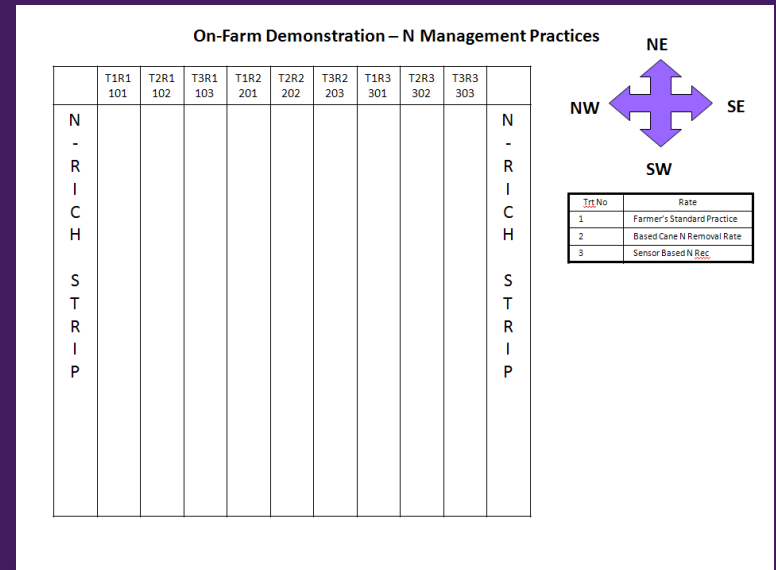 On-Farm Demonstration – N Management Practices
T1R1 T2R1 T3R1 T1R2 T2R2 T3R2 T1R3 T2R3 T3R3
101 102 103 201 202 203 301 302 303
N
-
R
I
C
H
S
T
R
I
P
N
-
R
I
C
H
S
T
R
I
P
NE
NW SE
SW
Trt No Rate
1 Farmer's Standard Practice
2 Based Cane N Removal Rate
3 Sensor Based N Rec